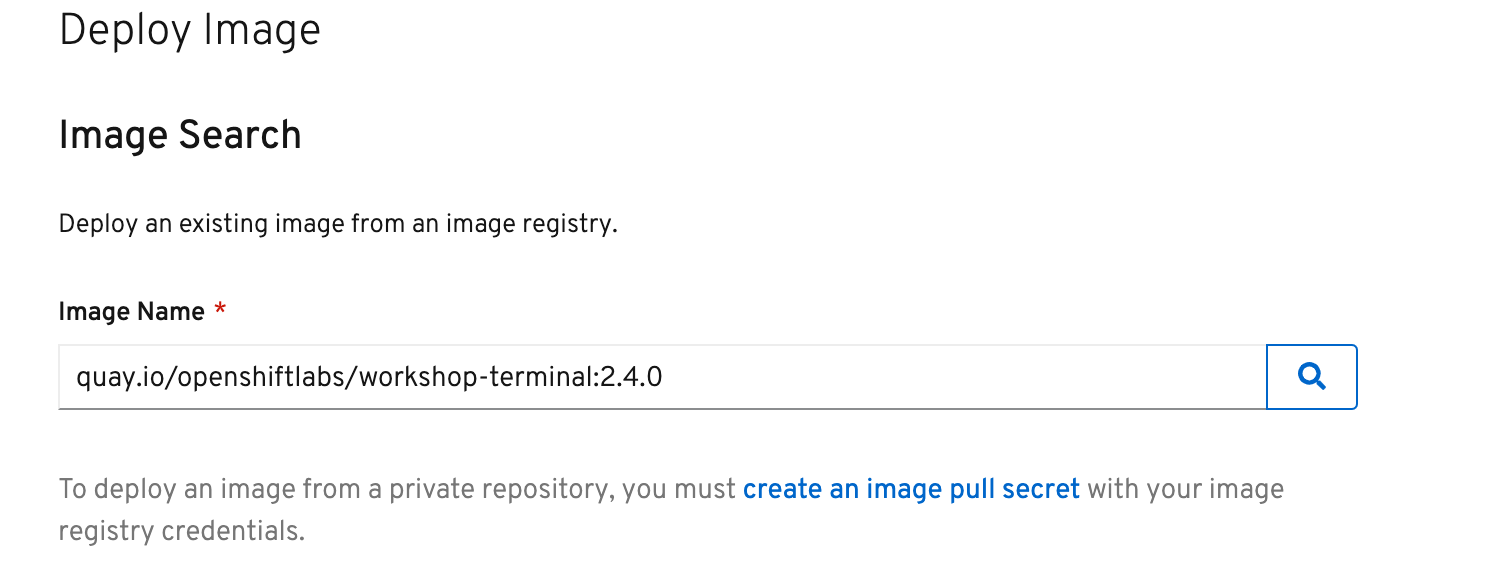 Deploy Image
Image Search
Deploy an existing image from an image registry.
Image Name *
quay.io/openshiftlabs/workshop-terminal:2.4.0
To deploy an image from a private repository, you must create an image pull secret with your image
registry credentials.